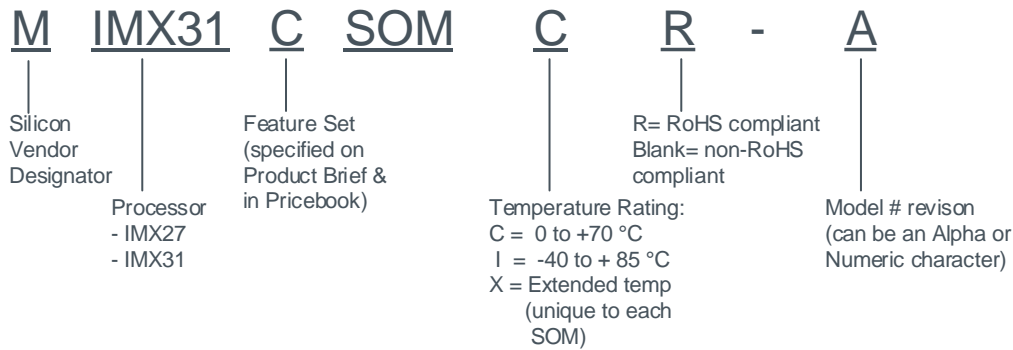 M IMX31 C SOM C R - A
Silicon
Vendor
Designator
Processor
- IMX27
- IMX31
Feature Set
(specified on
Product Brief &
in Pricebook)
Temperature Rating:
C = 0 to +70 °C
I = -40 to + 85 °C
X = Extended temp
(unique to each
SOM)
R= RoHS compliant
Blank= non-RoHS
compliant
Model # revison
(can be an Alpha or
Numeric character)